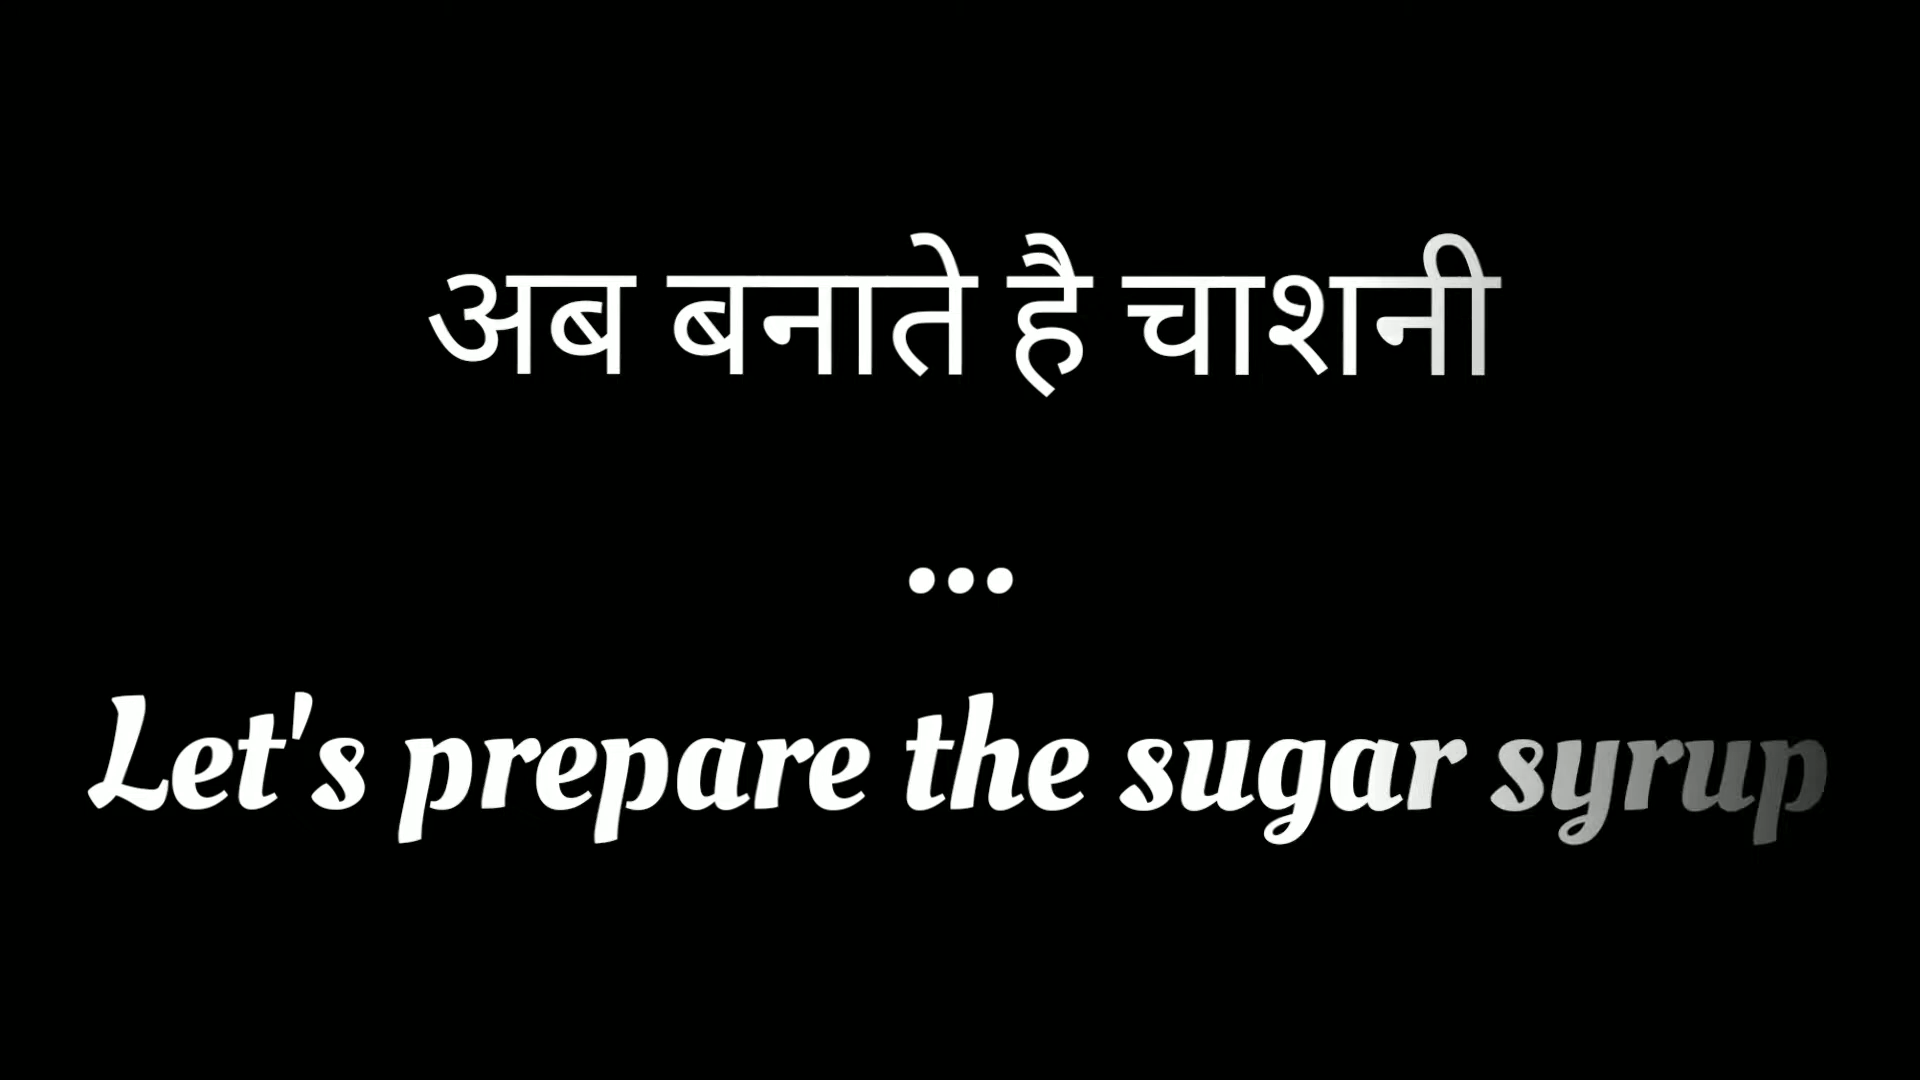 अब बनाते है चाशनी
...
Let's prepare the sugar syrup